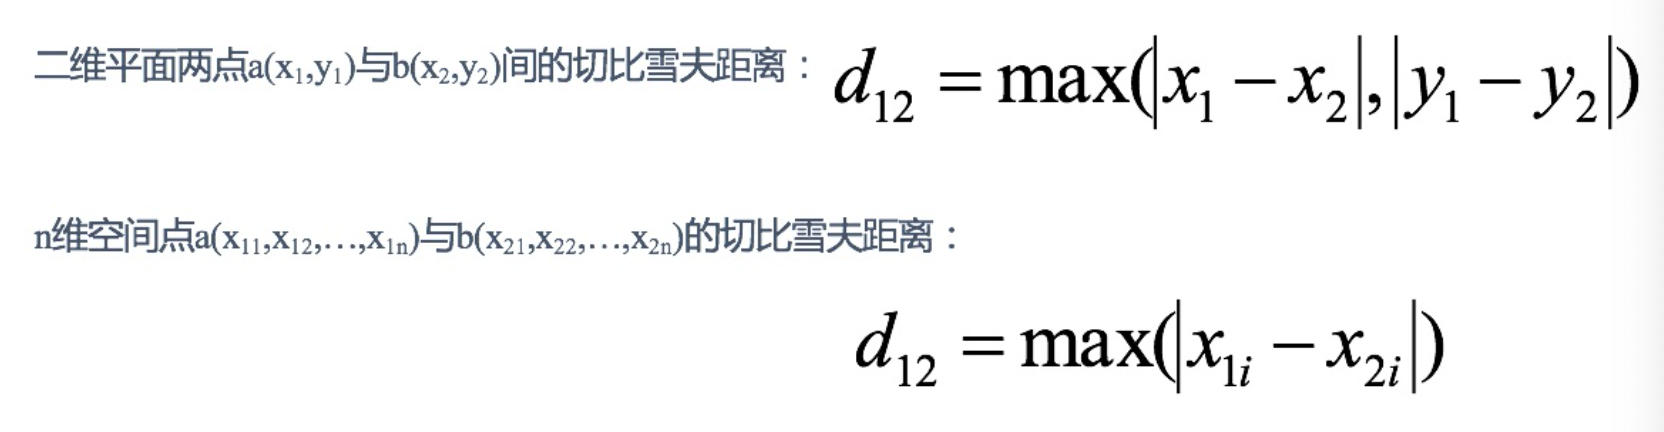 二维平面两点a(x₁,y₁)与b(x₂,y₂)间的切比雪夫距离： d₁₂ = max(|x₁ − x₂|,|y₁ − y₂|)
n维空间点a(x₁₁,x₁₂,…,x₁ₙ)与b(x₂₁,x₂₂,…,x₂ₙ)的切比雪夫距离：
d₁₂ = max(|x₁ᵢ − x₂ᵢ|)